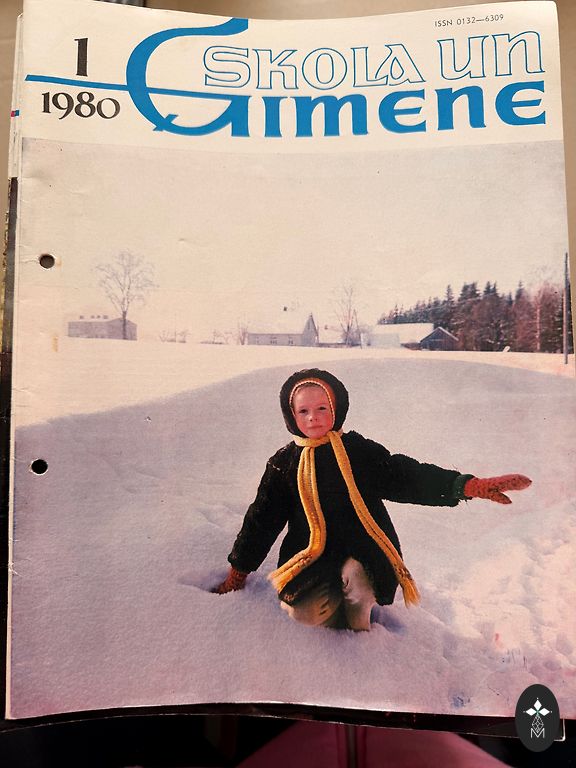 ISSN 0132—6309
1
1980
SKOLA UN
ĢIMENE